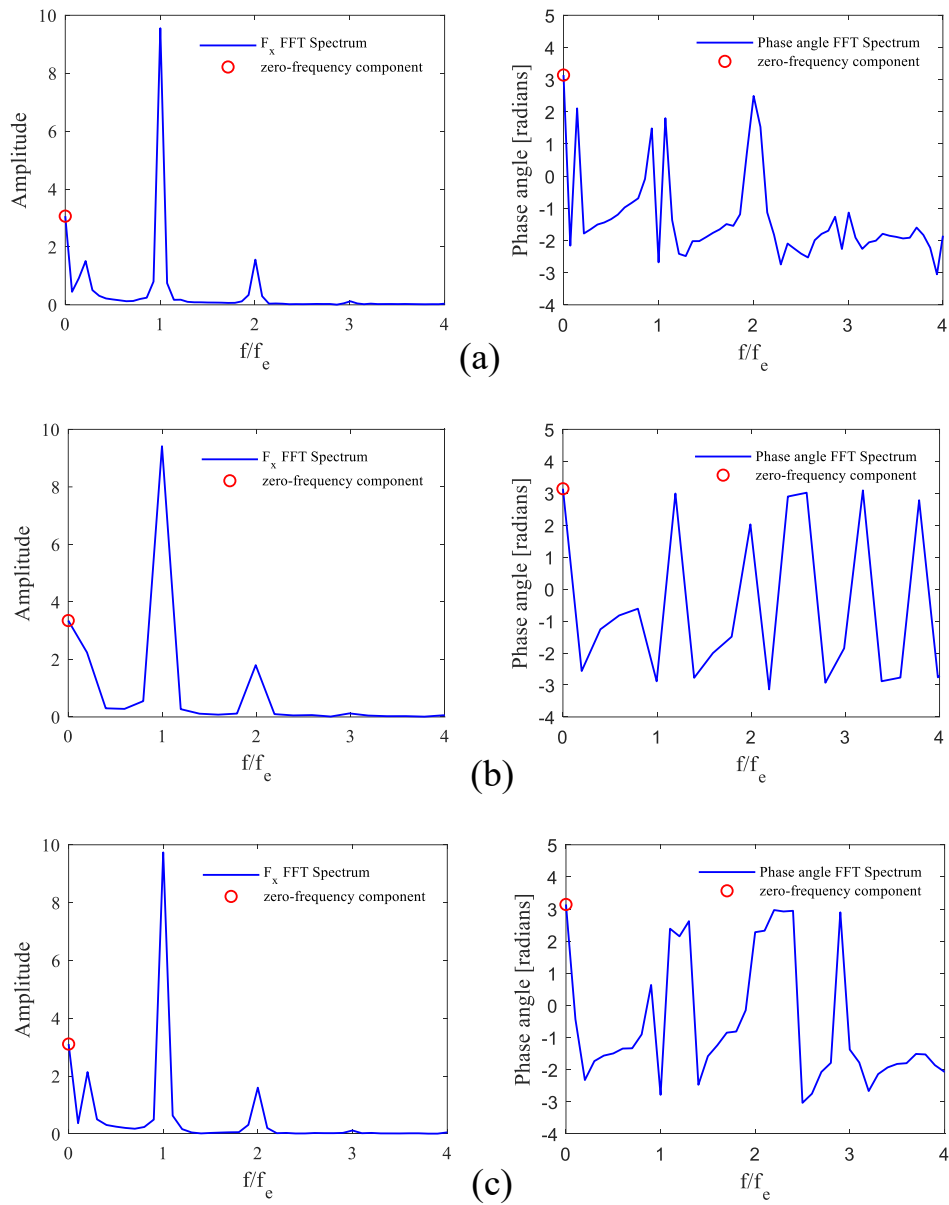 F_x FFT Spectrum
zero-frequency component
Amplitude
10
8
6
4
2
0
0 1 2 3 4
f/f_e
Phase angle FFT Spectrum
zero-frequency component
Phase angle [radians]
5
4
3
2
1
0
-1
-2
-3
-4
0 1 2 3 4
f/f_e
(a)
F_x FFT Spectrum
zero-frequency component
Amplitude
10
8
6
4
2
0
0 1 2 3 4
f/f_e
Phase angle FFT Spectrum
zero-frequency component
Phase angle [radians]
5
4
3
2
1
0
-1
-2
-3
-4
0 1 2 3 4
f/f_e
(b)
F_x FFT Spectrum
zero-frequency component
Amplitude
10
8
6
4
2
0
0 1 2 3 4
f/f_e
Phase angle FFT Spectrum
zero-frequency component
Phase angle [radians]
5
4
3
2
1
0
-1
-2
-3
-4
0 1 2 3 4
f/f_e
(c)